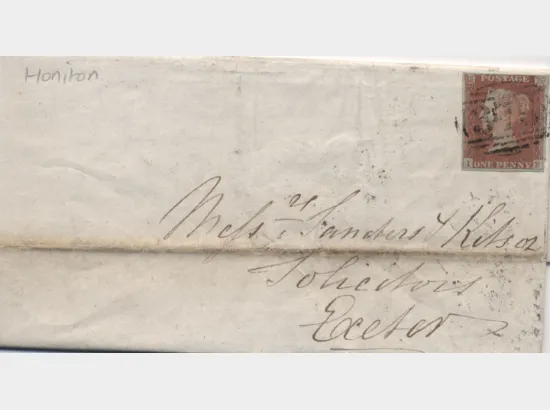 Honiton
POSTAGE
ONE PENNY
Messrs Sanders & Kitson
Solicitors
Exeter